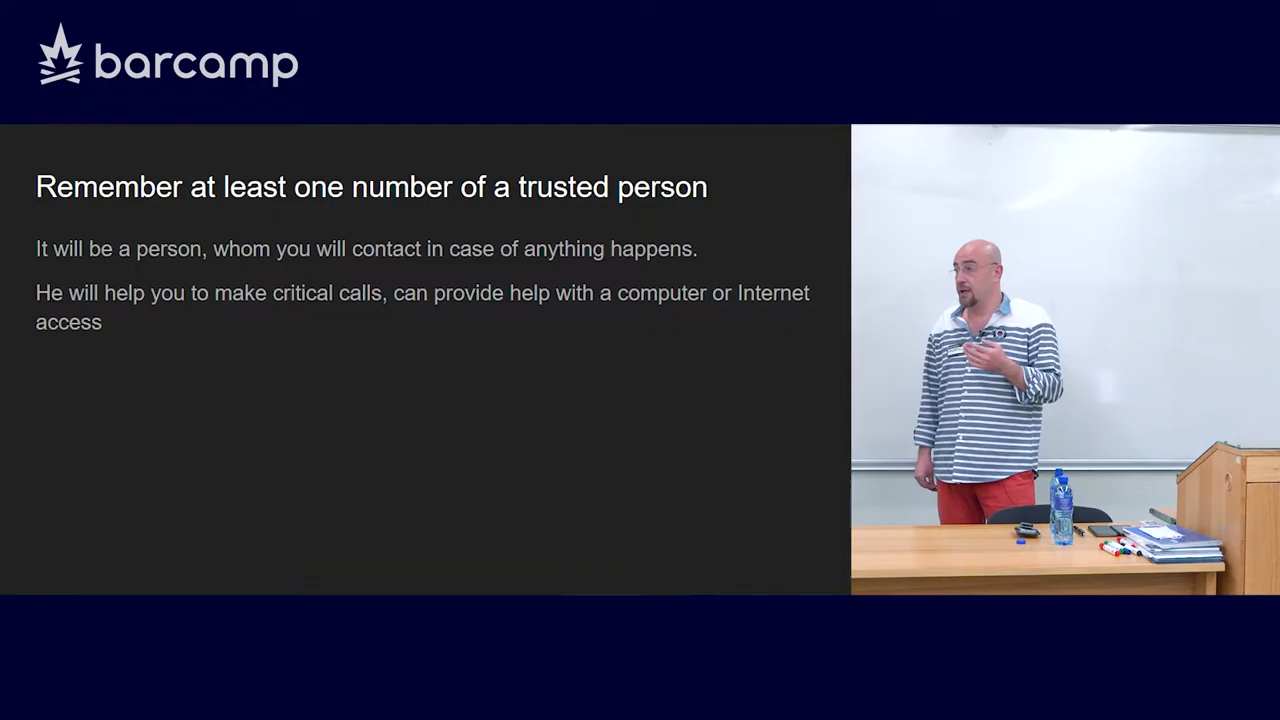 barcamp
Remember at least one number of a trusted person
It will be a person, whom you will contact in case of anything happens.
He will help you to make critical calls, can provide help with a computer or Internet
access